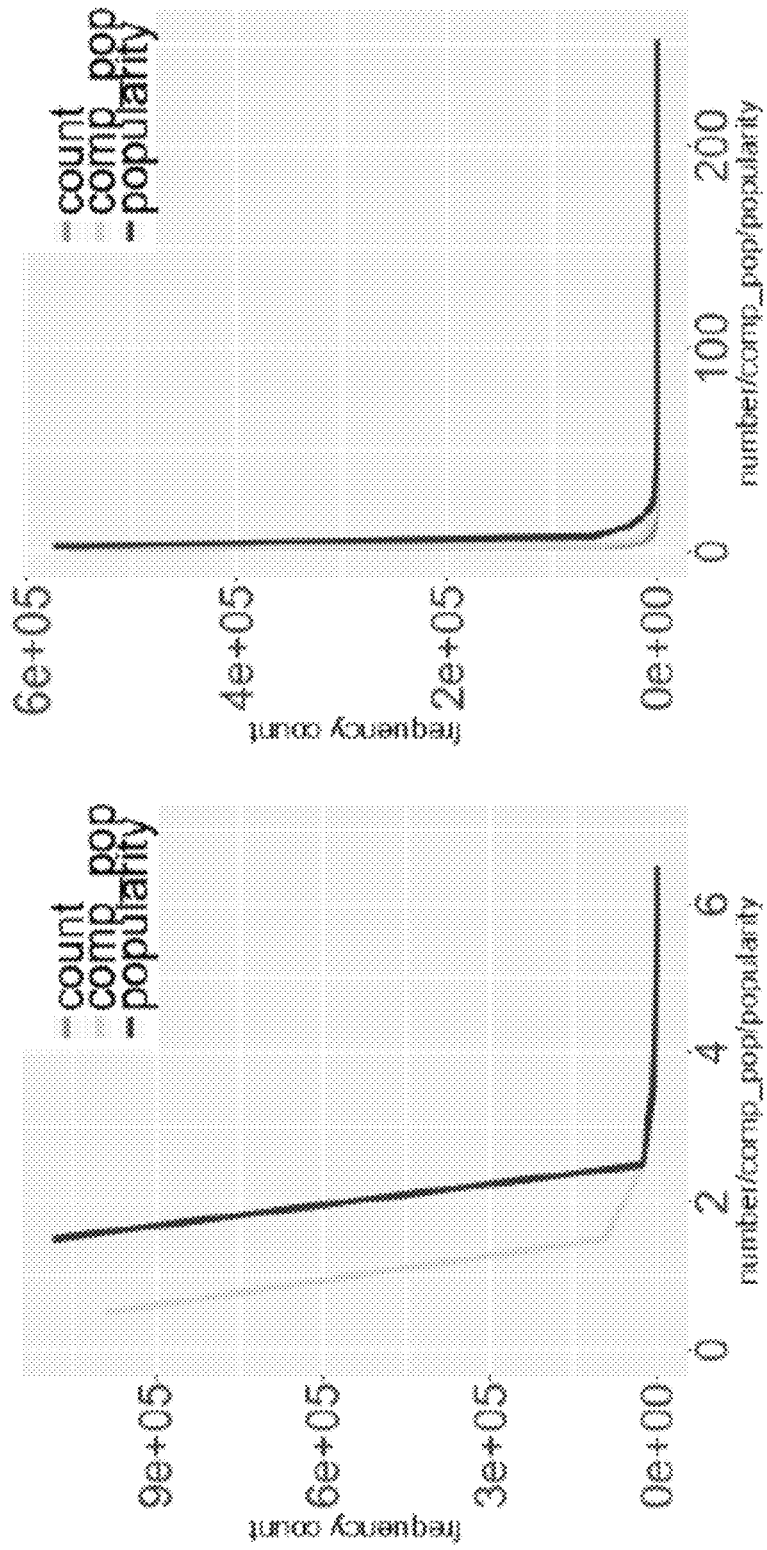 count
comp_pop
popularity
9e+05
6e+05
3e+05
0e+00
frequency count
0
2
4
6
number/comp_pop/popularity
count
comp_pop
popularity
6e+05
4e+05
2e+05
0e+00
frequency count
0
100
200
number/comp_pop/popularity